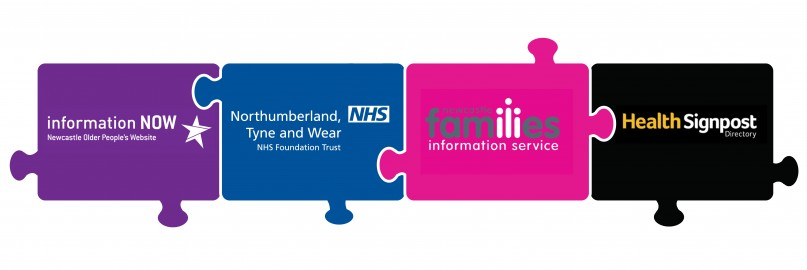 information NOW
Newcastle Older People's Website
Northumberland, NHS
Tyne and Wear
NHS Foundation Trust
newcastle
families
information service
Health Signpost
Directory